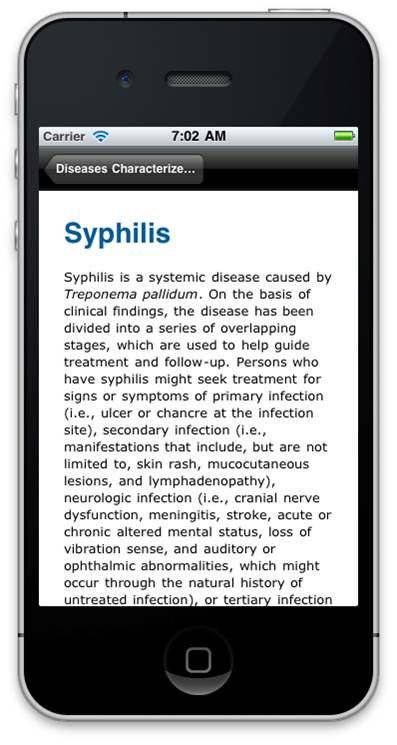 Carrier 7:02 AM
Diseases Characterize...
Syphilis
Syphilis is a systemic disease caused by
Treponema pallidum. On the basis of
clinical findings, the disease has been
divided into a series of overlapping
stages, which are used to help guide
treatment and follow-up. Persons who
have syphilis might seek treatment for
signs or symptoms of primary infection
(i.e., ulcer or chancre at the infection
site), secondary infection (i.e.,
manifestations that include, but are not
limited to, skin rash, mucocutaneous
lesions, and lymphadenopathy),
neurologic infection (i.e., cranial nerve
dysfunction, meningitis, stroke, acute or
chronic altered mental status, loss of
vibration sense, and auditory or
ophthalmic abnormalities, which might
occur through the natural history of
untreated infection), or tertiary infection